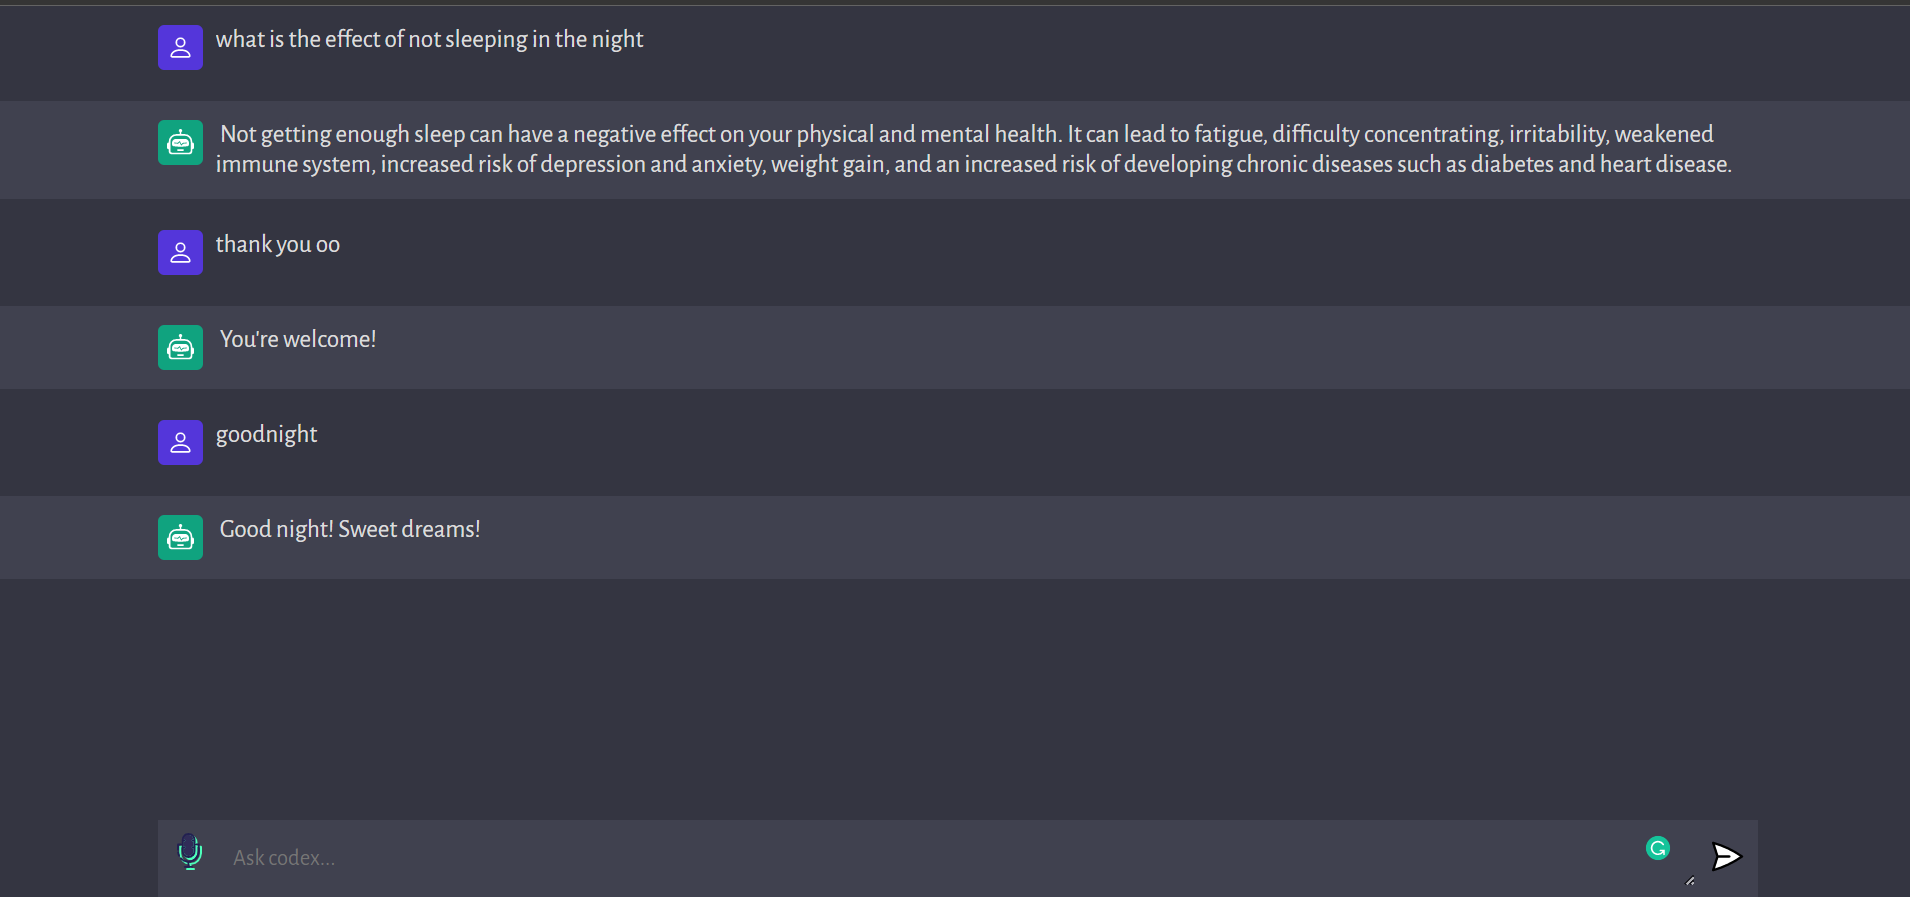 what is the effect of not sleeping in the night
Not getting enough sleep can have a negative effect on your physical and mental health. It can lead to fatigue, difficulty concentrating, irritability, weakened
immune system, increased risk of depression and anxiety, weight gain, and an increased risk of developing chronic diseases such as diabetes and heart disease.
thank you oo
You're welcome!
goodnight
Good night! Sweet dreams!
Ask codex...